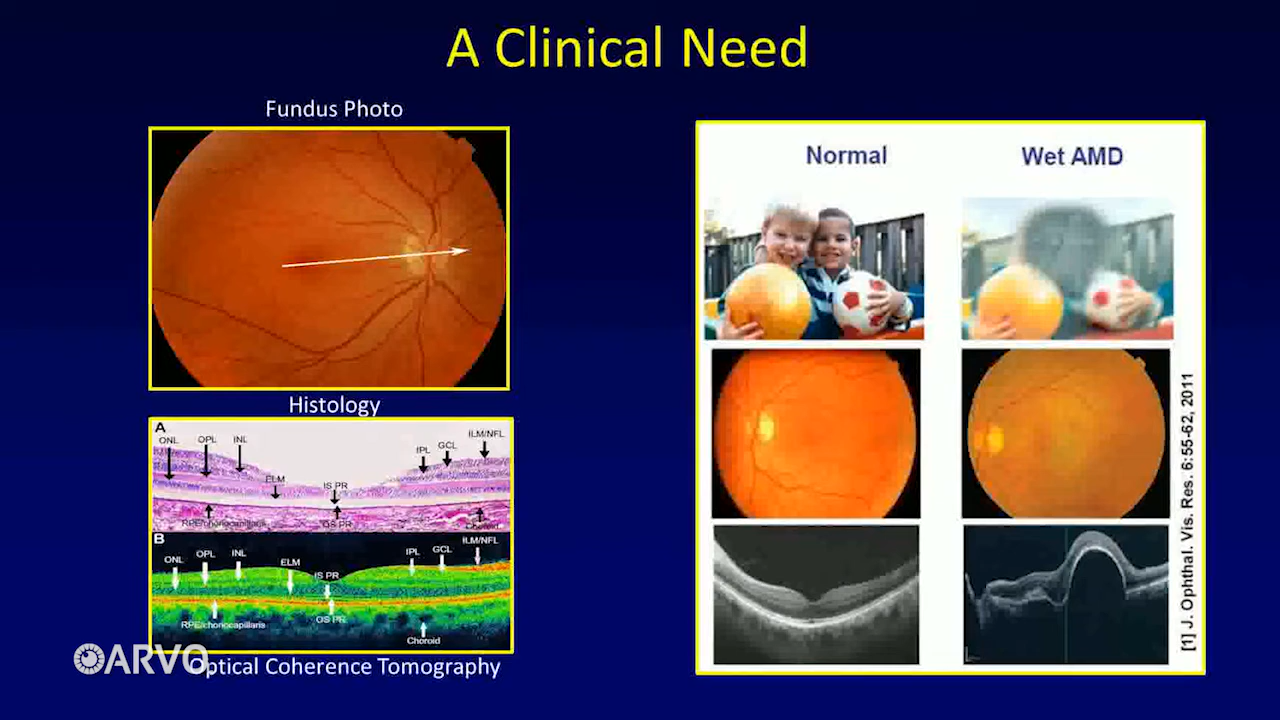 A Clinical Need
Fundus Photo
Histology
A
ONL OPL INL
ELM
IS PR
IPL GCL ILM/NFL
RPE/choriocapillaris
OS PR
Choroid
B
ONL OPL INL
ELM
IS PR
IPL GCL ILM/NFL
RPE/choriocapillaris
OS PR
Choroid
ARVO
Optical Coherence Tomography
Normal
Wet AMD
[1] J. Ophthal. Vis. Res. 6:55-62, 2011